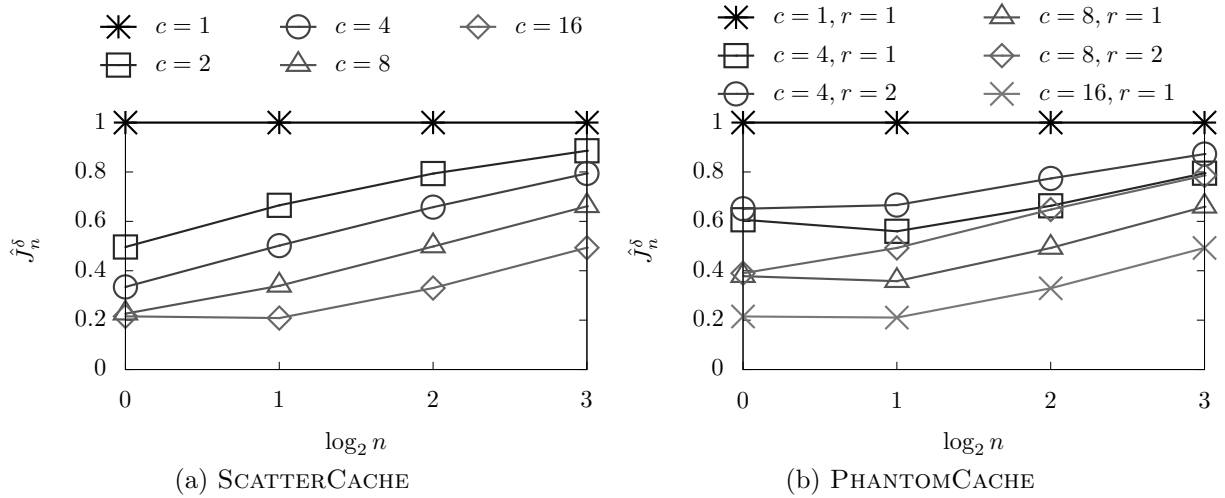 c = 1
c = 4
c = 16
c = 2
c = 8
1
0.8
0.6
0.4
0.2
0
Ĵ_n^δ
0 1 2 3
log₂ n
(a) ScatterCache
c = 1, r = 1
c = 8, r = 1
c = 4, r = 1
c = 8, r = 2
c = 4, r = 2
c = 16, r = 1
1
0.8
0.6
0.4
0.2
0
Ĵ_n^δ
0 1 2 3
log₂ n
(b) PhantomCache